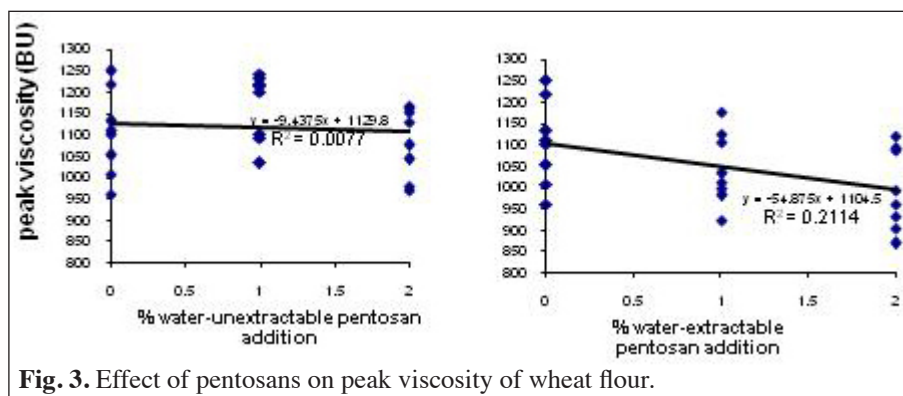 peak viscosity (BU)
1300
1250
1200
1150
1100
1050
1000
950
900
850
800
y = -9.4375x + 1129.8
R² = 0.0077
0 0.5 1 1.5 2
% water-unextractable pentosan
addition
1300
1250
1200
1150
1100
1050
1000
950
900
850
800
y = -54.875x + 1104.5
R² = 0.2114
0 0.5 1 1.5 2
% water-extractable
pentosan addition
Fig. 3. Effect of pentosans on peak viscosity of wheat flour.